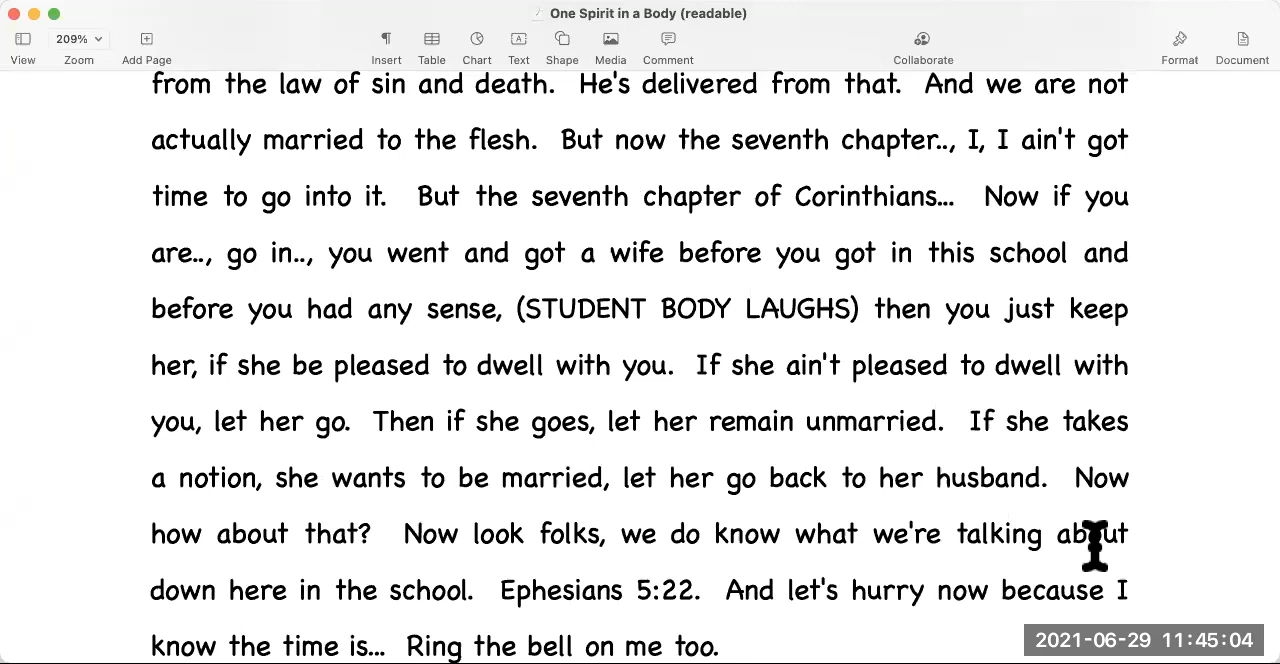 One Spirit in a Body (readable)
209%
View Zoom Add Page Insert Table Chart Text Shape Media Comment Collaborate Format Document
from the law of sin and death. He's delivered from that. And we are not
actually married to the flesh. But now the seventh chapter.., I, I ain't got
time to go into it. But the seventh chapter of Corinthians... Now if you
are.., go in.., you went and got a wife before you got in this school and
before you had any sense, (STUDENT BODY LAUGHS) then you just keep
her, if she be pleased to dwell with you. If she ain't pleased to dwell with
you, let her go. Then if she goes, let her remain unmarried. If she takes
a notion, she wants to be married, let her go back to her husband. Now
how about that? Now look folks, we do know what we're talking about
down here in the school. Ephesians 5:22. And let's hurry now because I
know the time is... Ring the bell on me too.
2021-06-29 11:45:04